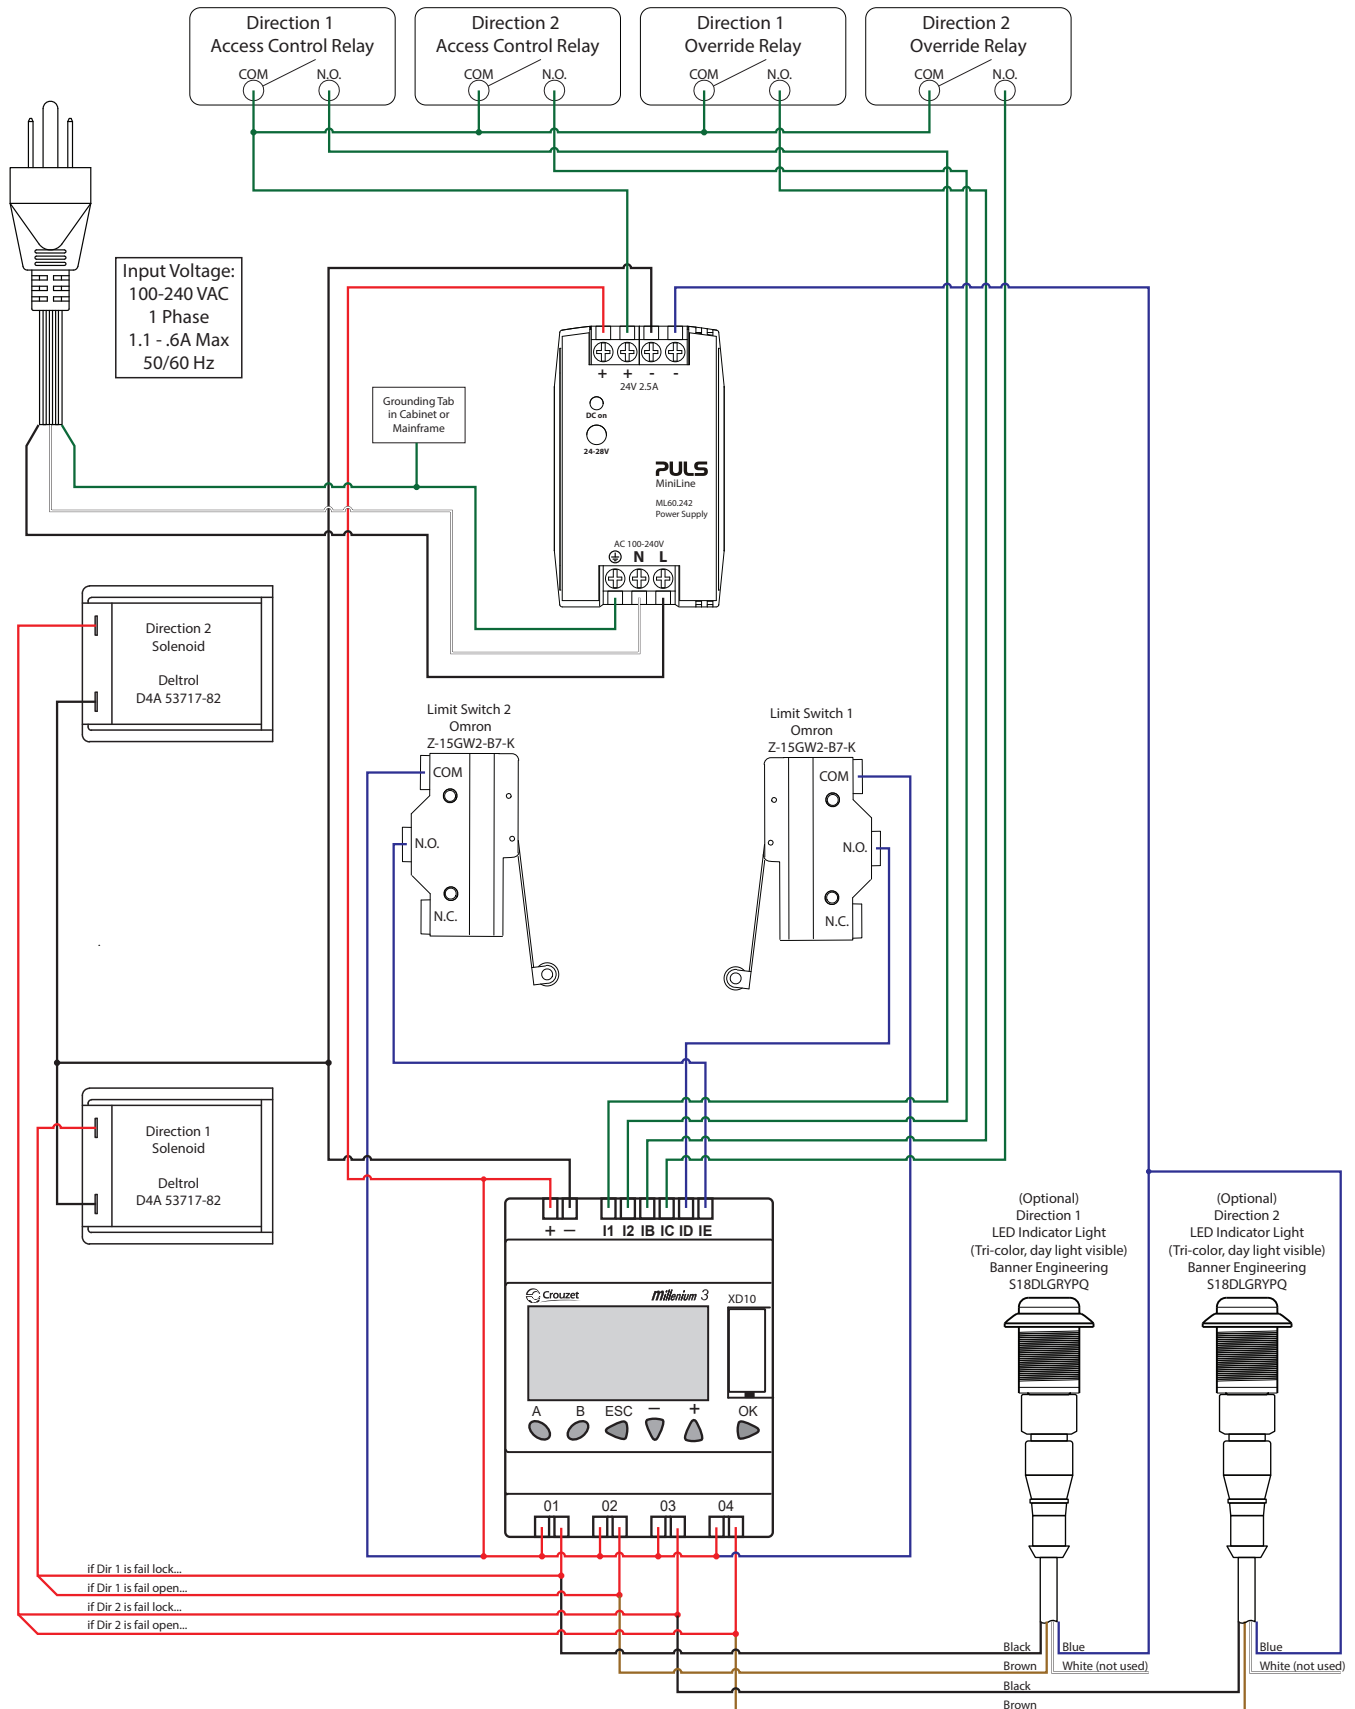 Direction 1
Access Control Relay
COM N.O.
Direction 2
Access Control Relay
COM N.O.
Direction 1
Override Relay
COM N.O.
Direction 2
Override Relay
COM N.O.
Input Voltage:
100-240 VAC
1 Phase
1.1 - .6A Max
50/60 Hz
Grounding Tab
in Cabinet or
Mainframe
+ + - -
24V 2.5A
DC on
24-28V
PULS
MiniLine
ML60.242
Power Supply
AC 100-240V
N L
Direction 2
Solenoid
Deltrol
D4A 53717-82
Limit Switch 2
Omron
Z-15GW2-B7-K
COM
N.O.
N.C.
Limit Switch 1
Omron
Z-15GW2-B7-K
COM
N.O.
N.C.
Direction 1
Solenoid
Deltrol
D4A 53717-82
+ − I1 I2 IB IC ID IE
Crouzet Millenium 3 XD10
A B ESC − + OK
01 02 03 04
(Optional)
Direction 1
LED Indicator Light
(Tri-color, day light visible)
Banner Engineering
S18DLGRYPQ
(Optional)
Direction 2
LED Indicator Light
(Tri-color, day light visible)
Banner Engineering
S18DLGRYPQ
if Dir 1 is fail lock...
if Dir 1 is fail open...
if Dir 2 is fail lock...
if Dir 2 is fail open...
Black Blue
Brown White (not used)
Black
Brown
Blue
White (not used)